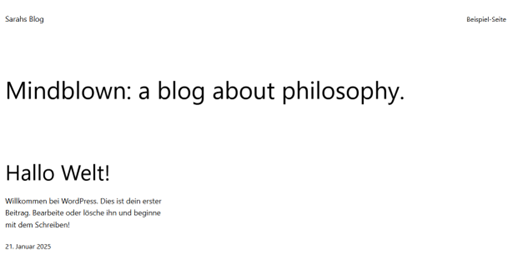 Sarahs Blog
Beispiel-Seite
Mindblown: a blog about philosophy.
Hallo Welt!
Willkommen bei WordPress. Dies ist dein erster
Beitrag. Bearbeite oder lösche ihn und beginne
mit dem Schreiben!
21. Januar 2025